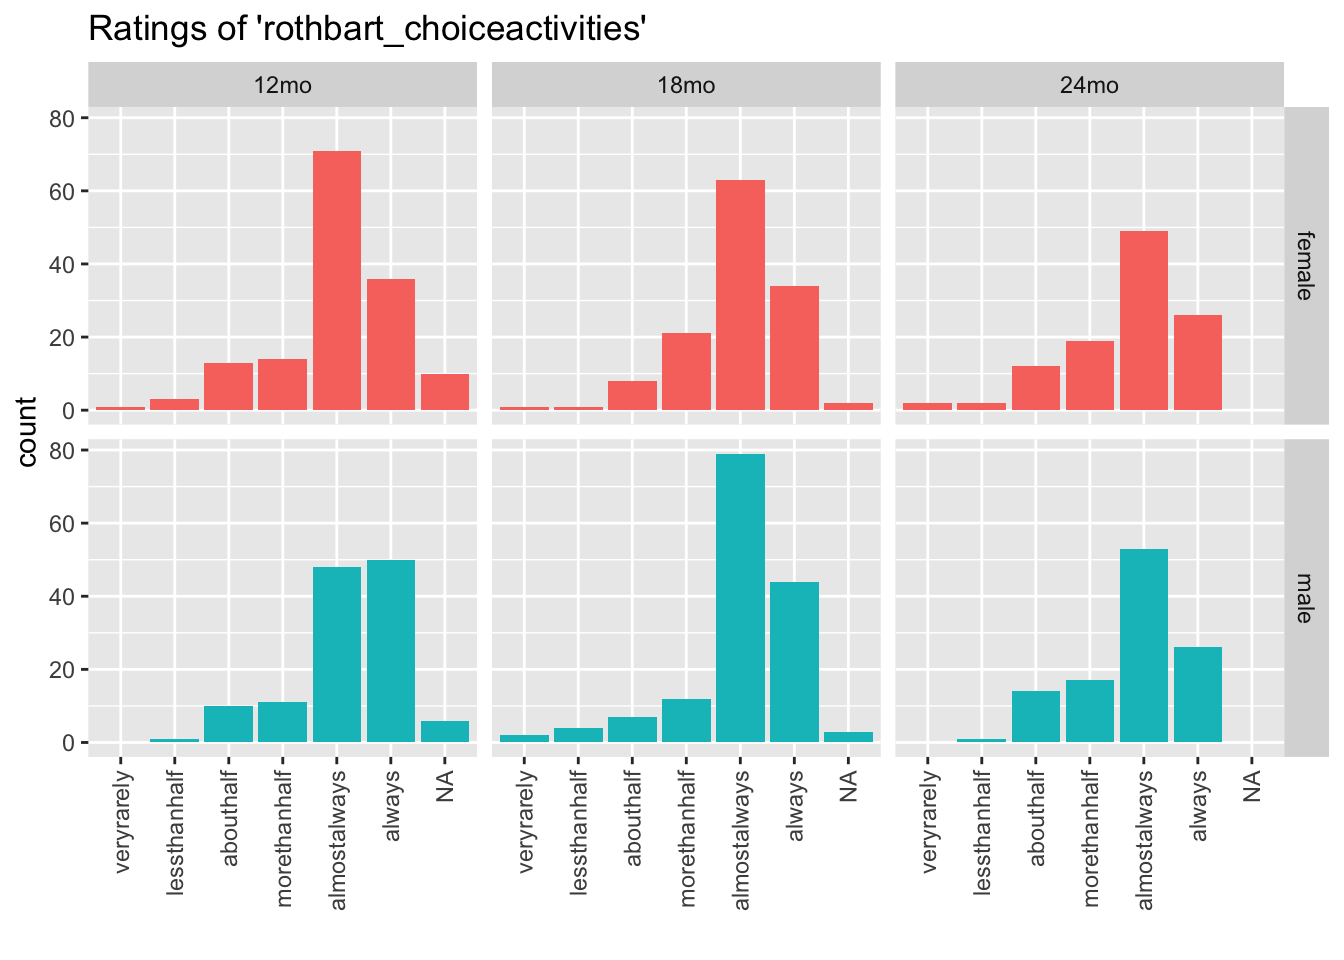 Ratings of 'rothbart_choiceactivities'
12mo 18mo 24mo
80
60
40
20
0
female
count
80
60
40
20
0
male
veryrarely lessthanhalf abouthalf morethanhalf almostalways always NA veryrarely lessthanhalf abouthalf morethanhalf almostalways always NA veryrarely lessthanhalf abouthalf morethanhalf almostalways always NA